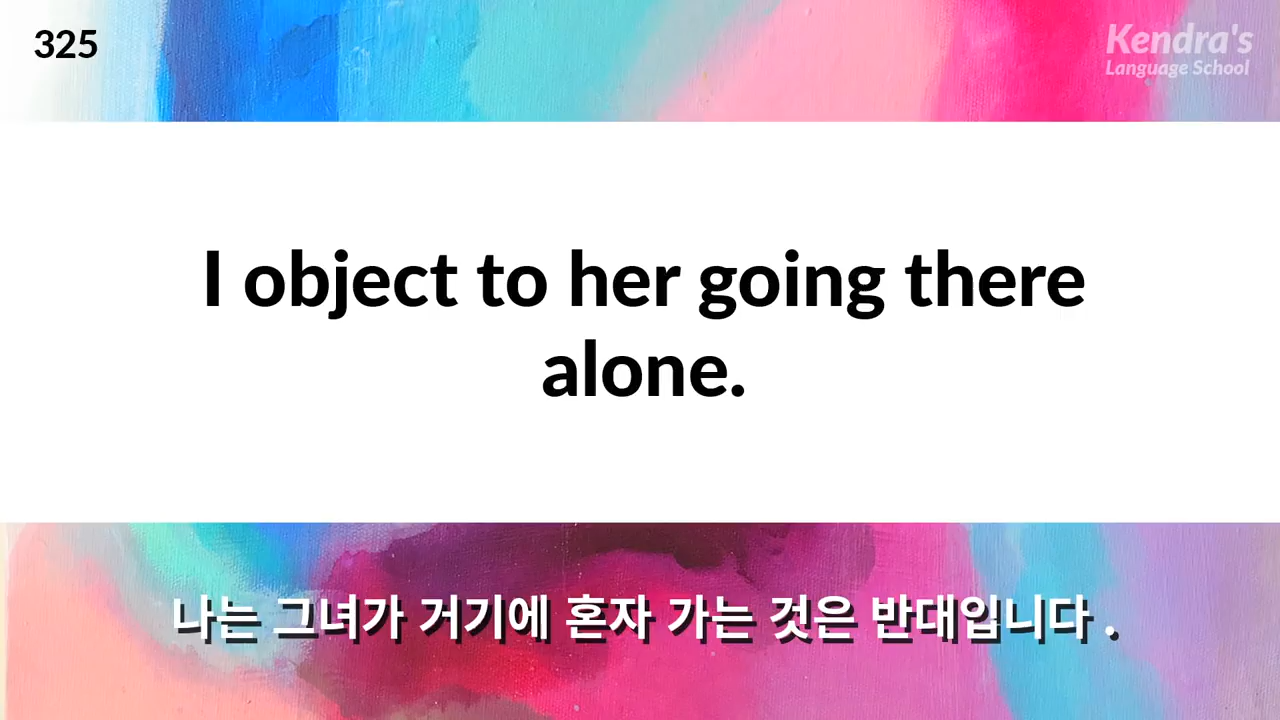 325
Kendra's
Language School
I object to her going there
alone.
나는 그녀가 거기에 혼자 가는 것은 반대입니다 .